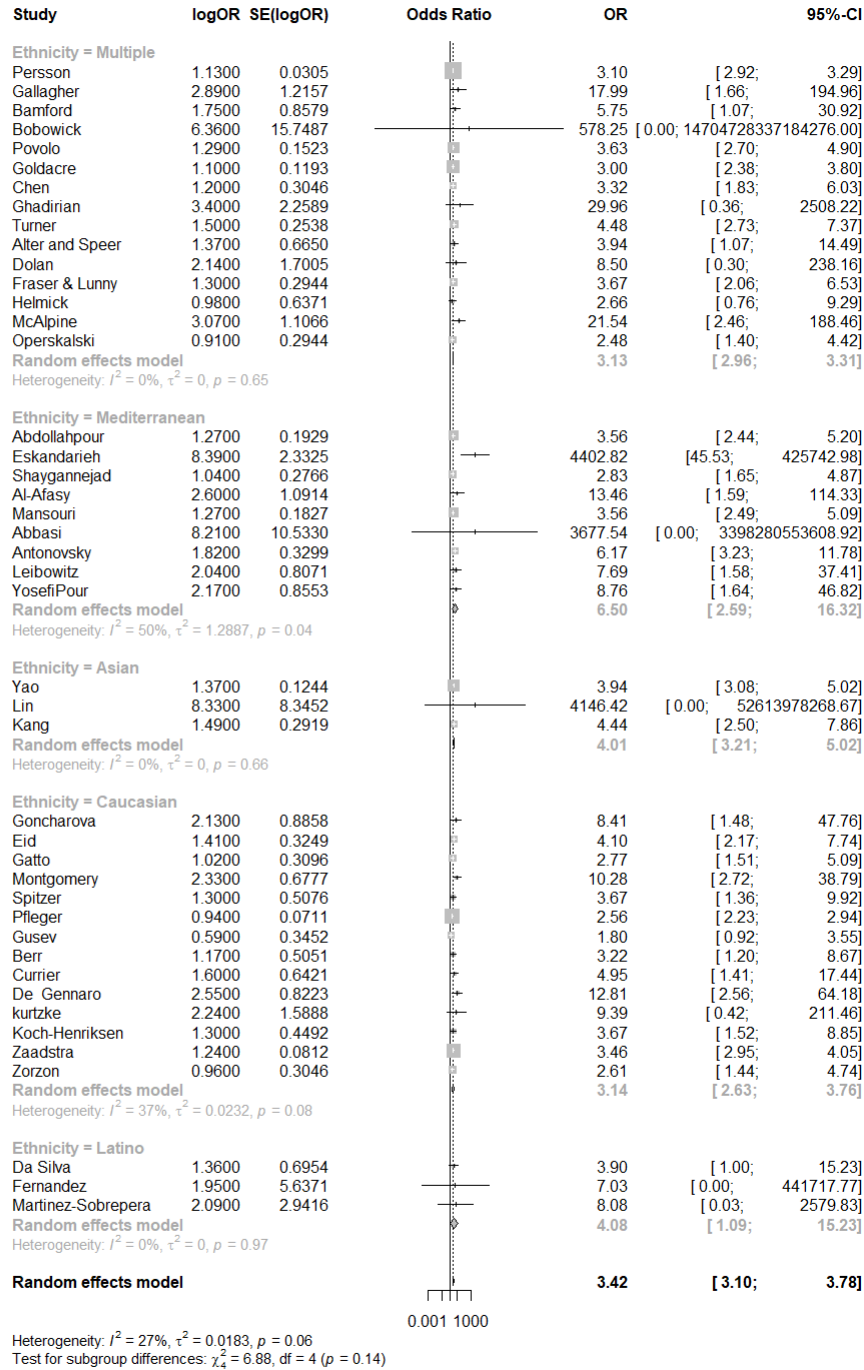 Study logOR SE(logOR) Odds Ratio OR 95%-CI
Ethnicity = Multiple
Persson 1.1300 0.0305 3.10 [ 2.92; 3.29]
Gallagher 2.8900 1.2157 17.99 [ 1.66; 194.96]
Bamford 1.7500 0.8579 5.75 [ 1.07; 30.92]
Bobowick 6.3600 15.7487 578.25 [ 0.00; 14704728337184276.00]
Povolo 1.2900 0.1523 3.63 [ 2.70; 4.90]
Goldacre 1.1000 0.1193 3.00 [ 2.38; 3.80]
Chen 1.2000 0.3046 3.32 [ 1.83; 6.03]
Ghadirian 3.4000 2.2589 29.96 [ 0.36; 2508.22]
Turner 1.5000 0.2538 4.48 [ 2.73; 7.37]
Alter and Speer 1.3700 0.6650 3.94 [ 1.07; 14.49]
Dolan 2.1400 1.7005 8.50 [ 0.30; 238.16]
Fraser & Lunny 1.3000 0.2944 3.67 [ 2.06; 6.53]
Helmick 0.9800 0.6371 2.66 [ 0.76; 9.29]
McAlpine 3.0700 1.1066 21.54 [ 2.46; 188.46]
Operskalski 0.9100 0.2944 2.48 [ 1.40; 4.42]
Random effects model 3.13 [ 2.96; 3.31]
Heterogeneity: I² = 0%, τ² = 0, p = 0.65
Ethnicity = Mediterranean
Abdollahpour 1.2700 0.1929 3.56 [ 2.44; 5.20]
Eskandarieh 8.3900 2.3325 4402.82 [45.53; 425742.98]
Shaygannejad 1.0400 0.2766 2.83 [ 1.65; 4.87]
Al-Afasy 2.6000 1.0914 13.46 [ 1.59; 114.33]
Mansouri 1.2700 0.1827 3.56 [ 2.49; 5.09]
Abbasi 8.2100 10.5330 3677.54 [ 0.00; 3398280553608.92]
Antonovsky 1.8200 0.3299 6.17 [ 3.23; 11.78]
Leibowitz 2.0400 0.8071 7.69 [ 1.58; 37.41]
YosefiPour 2.1700 0.8553 8.76 [ 1.64; 46.82]
Random effects model 6.50 [ 2.59; 16.32]
Heterogeneity: I² = 50%, τ² = 1.2887, p = 0.04
Ethnicity = Asian
Yao 1.3700 0.1244 3.94 [ 3.08; 5.02]
Lin 8.3300 8.3452 4146.42 [ 0.00; 52613978268.67]
Kang 1.4900 0.2919 4.44 [ 2.50; 7.86]
Random effects model 4.01 [ 3.21; 5.02]
Heterogeneity: I² = 0%, τ² = 0, p = 0.66
Ethnicity = Caucasian
Goncharova 2.1300 0.8858 8.41 [ 1.48; 47.76]
Eid 1.4100 0.3249 4.10 [ 2.17; 7.74]
Gatto 1.0200 0.3096 2.77 [ 1.51; 5.09]
Montgomery 2.3300 0.6777 10.28 [ 2.72; 38.79]
Spitzer 1.3000 0.5076 3.67 [ 1.36; 9.92]
Pfleger 0.9400 0.0711 2.56 [ 2.23; 2.94]
Gusev 0.5900 0.3452 1.80 [ 0.92; 3.55]
Berr 1.1700 0.5051 3.22 [ 1.20; 8.67]
Currier 1.6000 0.6421 4.95 [ 1.41; 17.44]
De Gennaro 2.5500 0.8223 12.81 [ 2.56; 64.18]
kurtzke 2.2400 1.5888 9.39 [ 0.42; 211.46]
Koch-Henriksen 1.3000 0.4492 3.67 [ 1.52; 8.85]
Zaadstra 1.2400 0.0812 3.46 [ 2.95; 4.05]
Zorzon 0.9600 0.3046 2.61 [ 1.44; 4.74]
Random effects model 3.14 [ 2.63; 3.76]
Heterogeneity: I² = 37%, τ² = 0.0232, p = 0.08
Ethnicity = Latino
Da Silva 1.3600 0.6954 3.90 [ 1.00; 15.23]
Fernandez 1.9500 5.6371 7.03 [ 0.00; 441717.77]
Martinez-Sobrepera 2.0900 2.9416 8.08 [ 0.03; 2579.83]
Random effects model 4.08 [ 1.09; 15.23]
Heterogeneity: I² = 0%, τ² = 0, p = 0.97
Random effects model 3.42 [ 3.10; 3.78]
0.001 1000
Heterogeneity: I² = 27%, τ² = 0.0183, p = 0.06
Test for subgroup differences: χ²₄ = 6.88, df = 4 (p = 0.14)